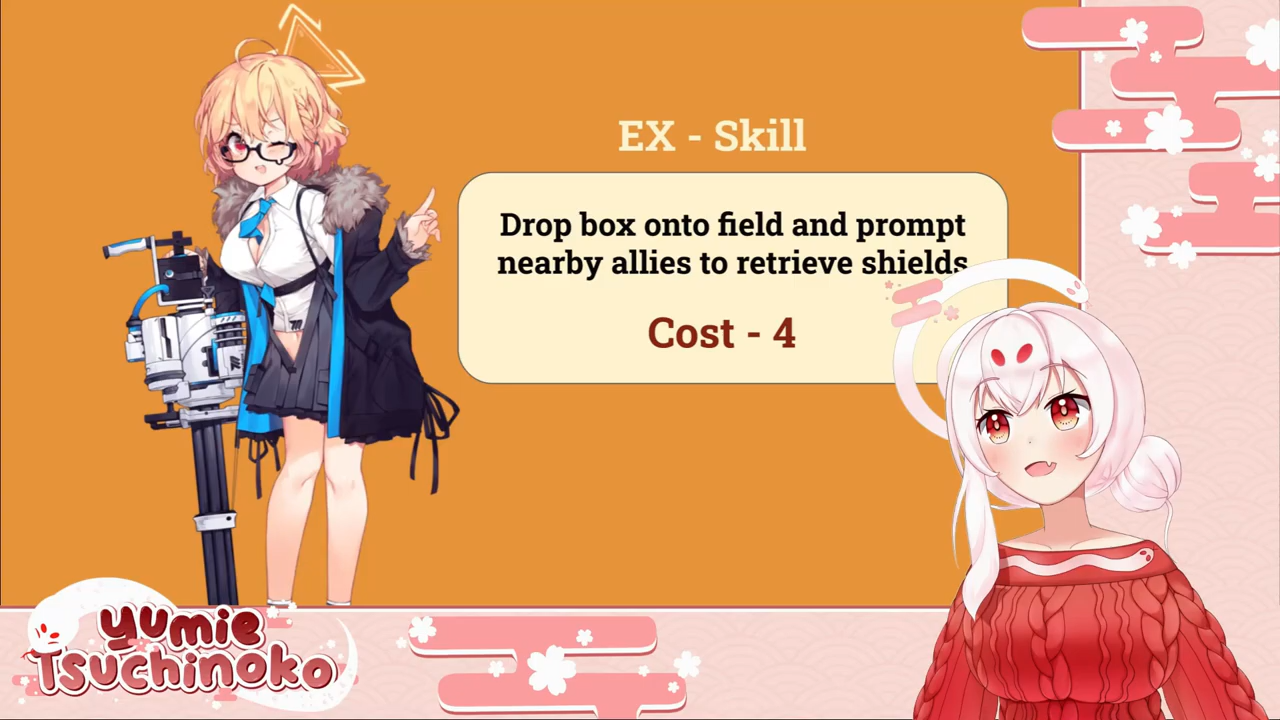 EX - Skill
Drop box onto field and prompt
nearby allies to retrieve shields
Cost - 4
yumie
Tsuchinoko